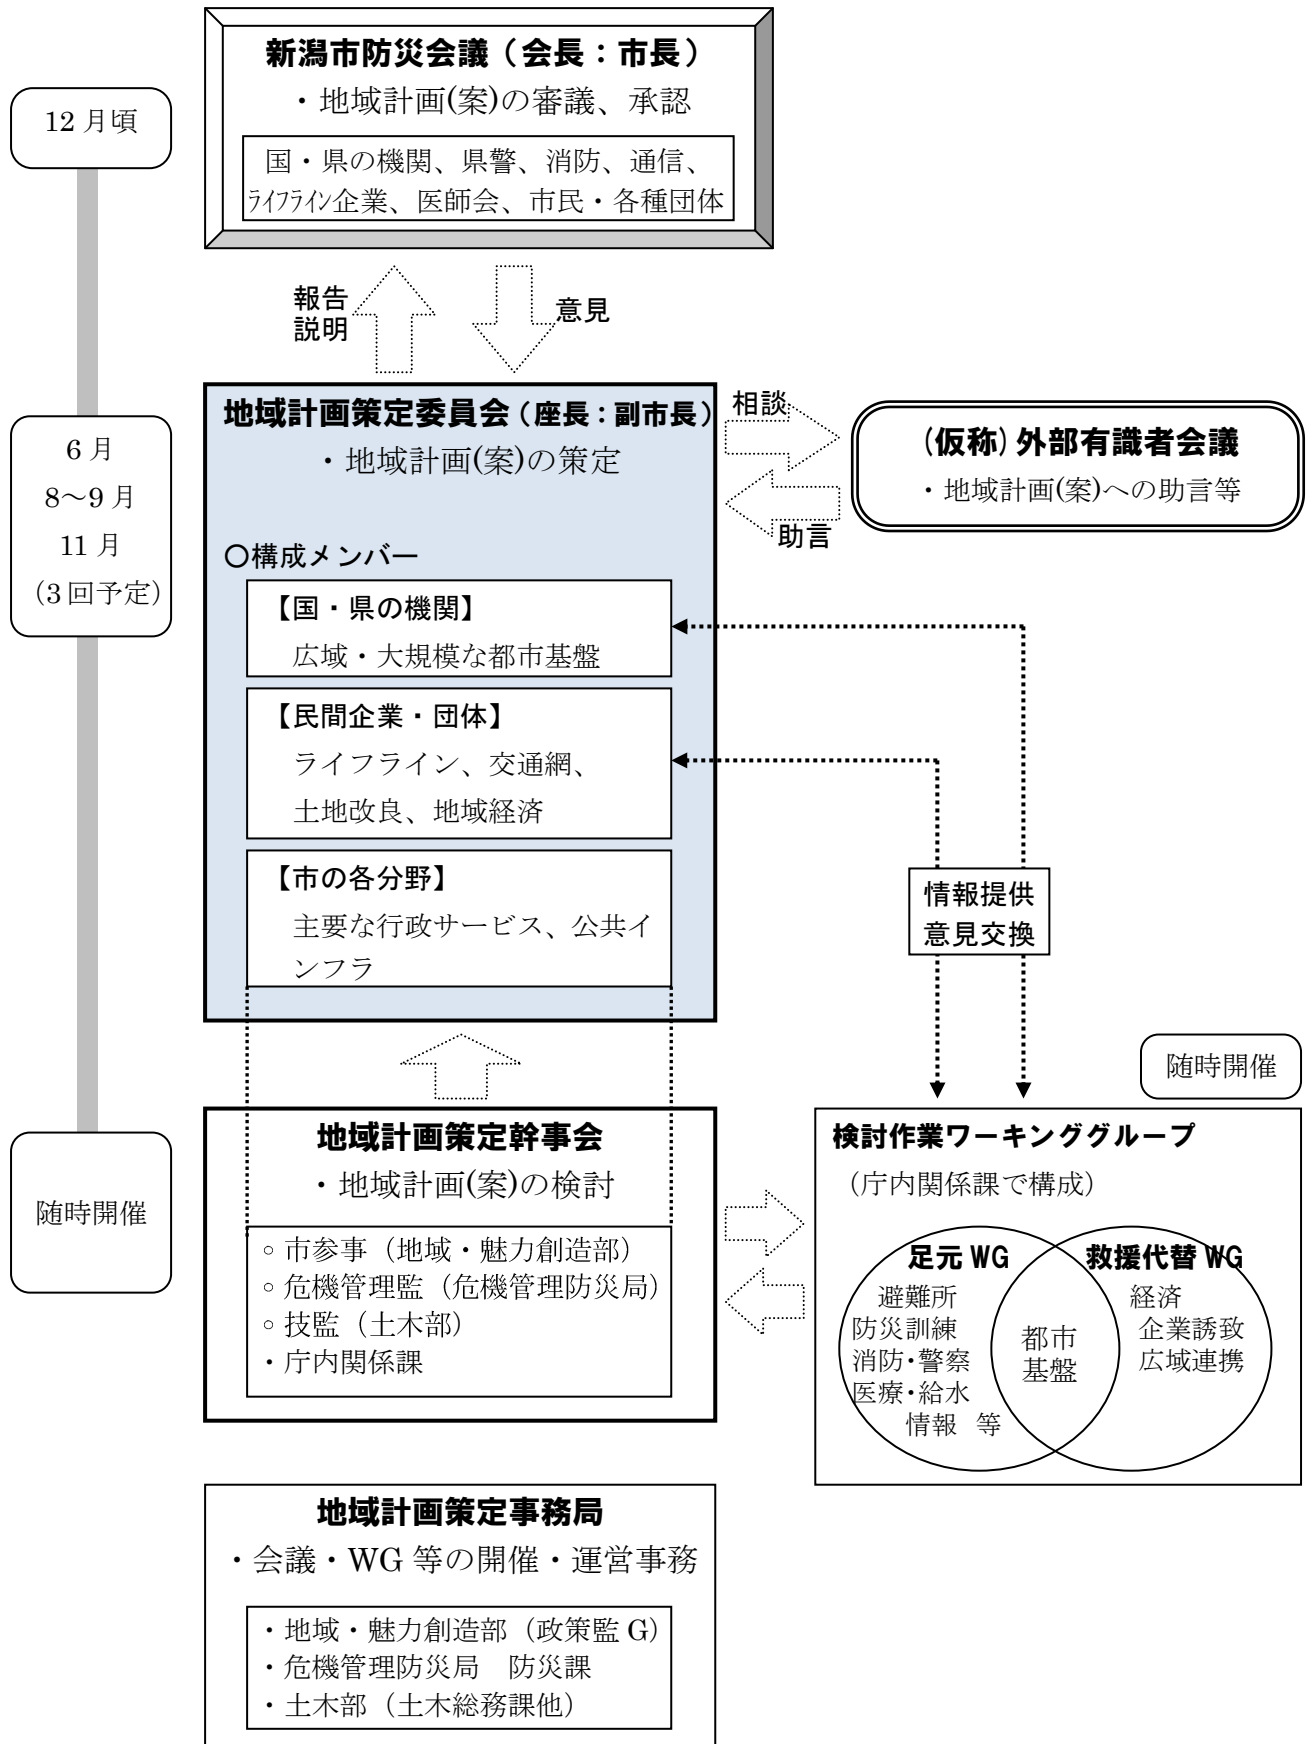 新潟市防災会議（会長：市長）
・地域計画(案)の審議、承認
国・県の機関、県警、消防、通信、
ﾗｲﾌﾗｲﾝ企業、医師会、市民・各種団体
12月頃
報告
説明
意見
地域計画策定委員会（座長：副市長）
・地域計画(案)の策定
6月
8～9月
11月
（3回予定）
相談
助言
（仮称）外部有識者会議
・地域計画(案)への助言等
〇構成メンバー
【国・県の機関】
広域・大規模な都市基盤
【民間企業・団体】
ライフライン、交通網、
土地改良、地域経済
【市の各分野】
主要な行政サービス、公共イ
ンフラ
情報提供
意見交換
随時開催
地域計画策定幹事会
・地域計画(案)の検討
○市参事（地域・魅力創造部）
○危機管理監（危機管理防災局）
○技監（土木部）
・庁内関係課
随時開催
検討作業ワーキンググループ
（庁内関係課で構成）
足元WG
避難所
防災訓練
消防・警察
医療・給水
情報 等
都市
基盤
救援代替WG
経済
企業誘致
広域連携
地域計画策定事務局
・会議・WG等の開催・運営事務
・地域・魅力創造部（政策監G）
・危機管理防災局　防災課
・土木部（土木総務課他）